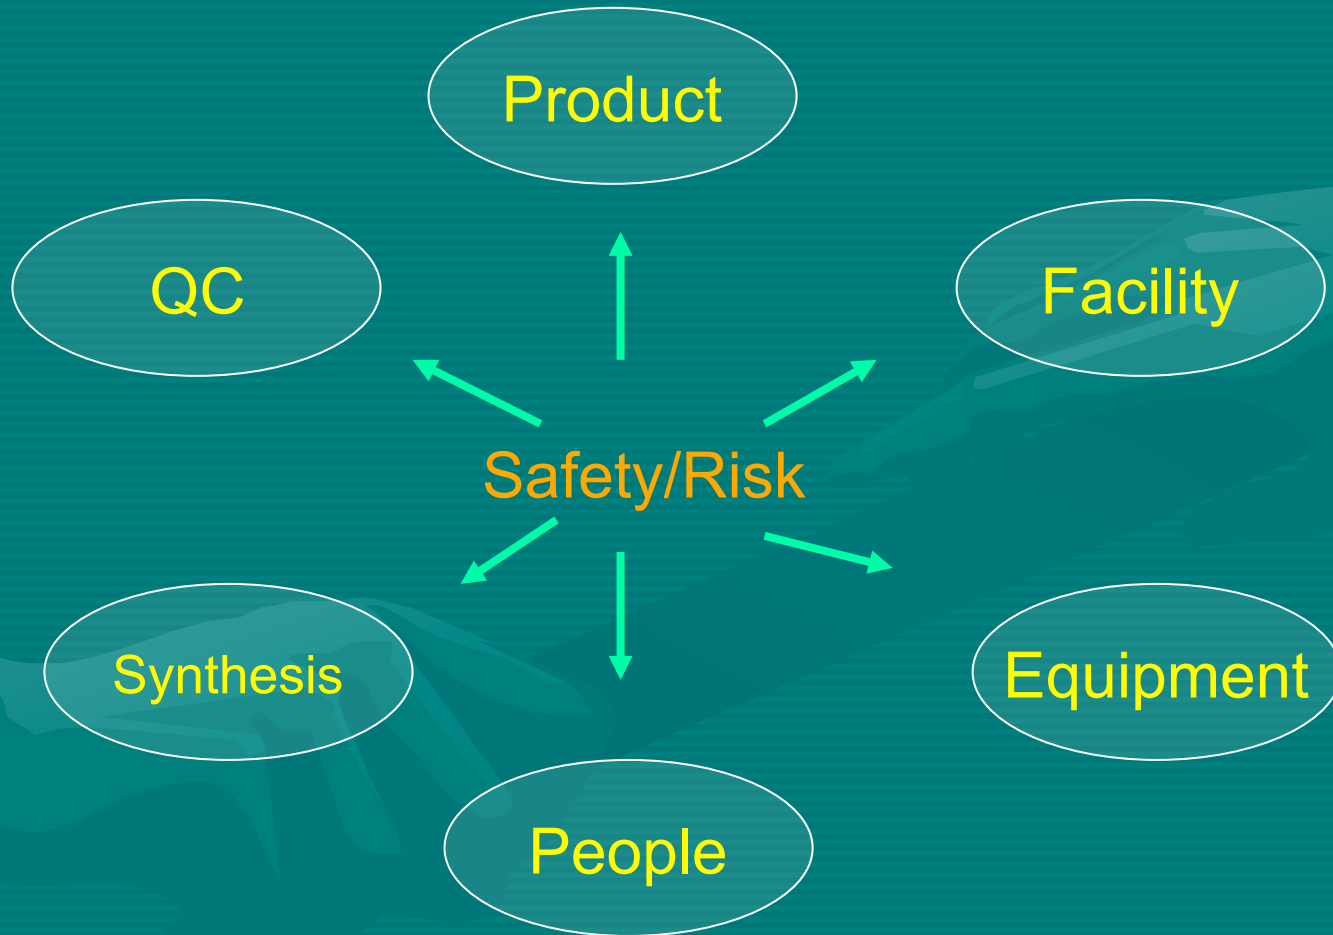 Product
QC
Facility
Safety/Risk
Synthesis
Equipment
People